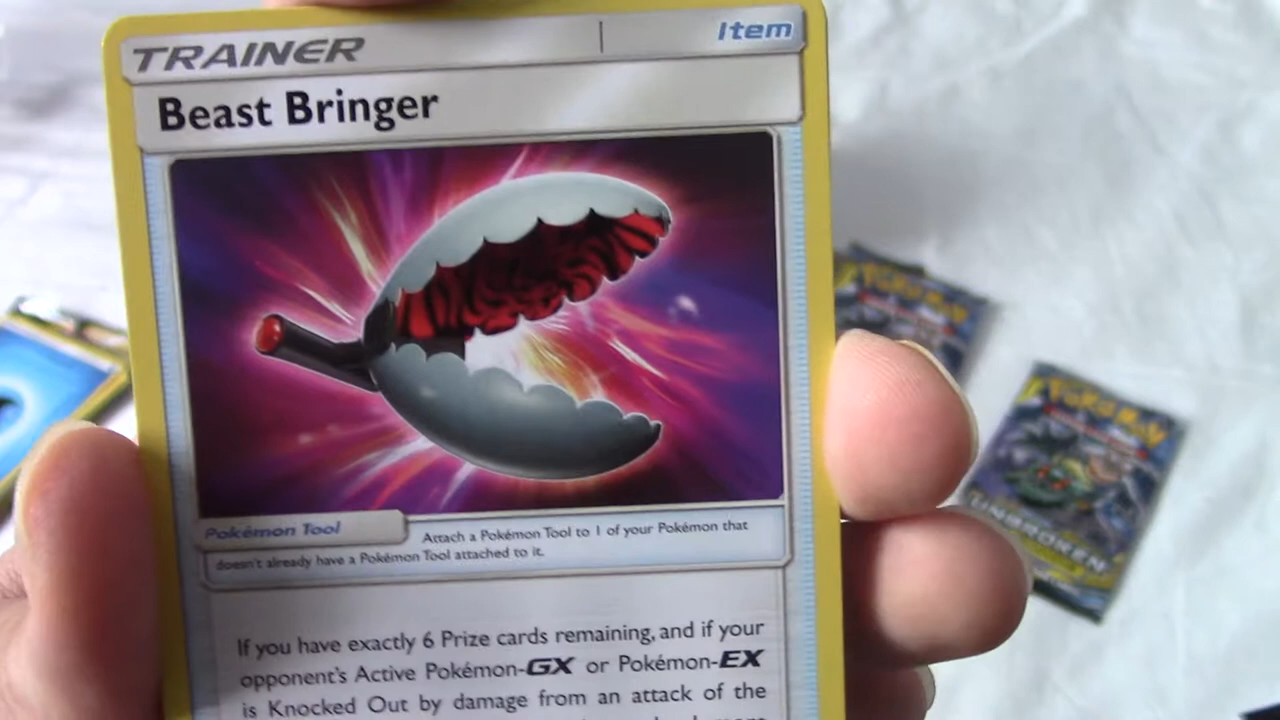 TRAINER
Item
Beast Bringer
Pokémon Tool
Attach a Pokémon Tool to 1 of your Pokémon that
doesn't already have a Pokémon Tool attached to it.
If you have exactly 6 Prize cards remaining, and if your
opponent's Active Pokémon-GX or Pokémon-EX
is Knocked Out by damage from an attack of the
POKÉMON
POKÉMON
UNBROKEN